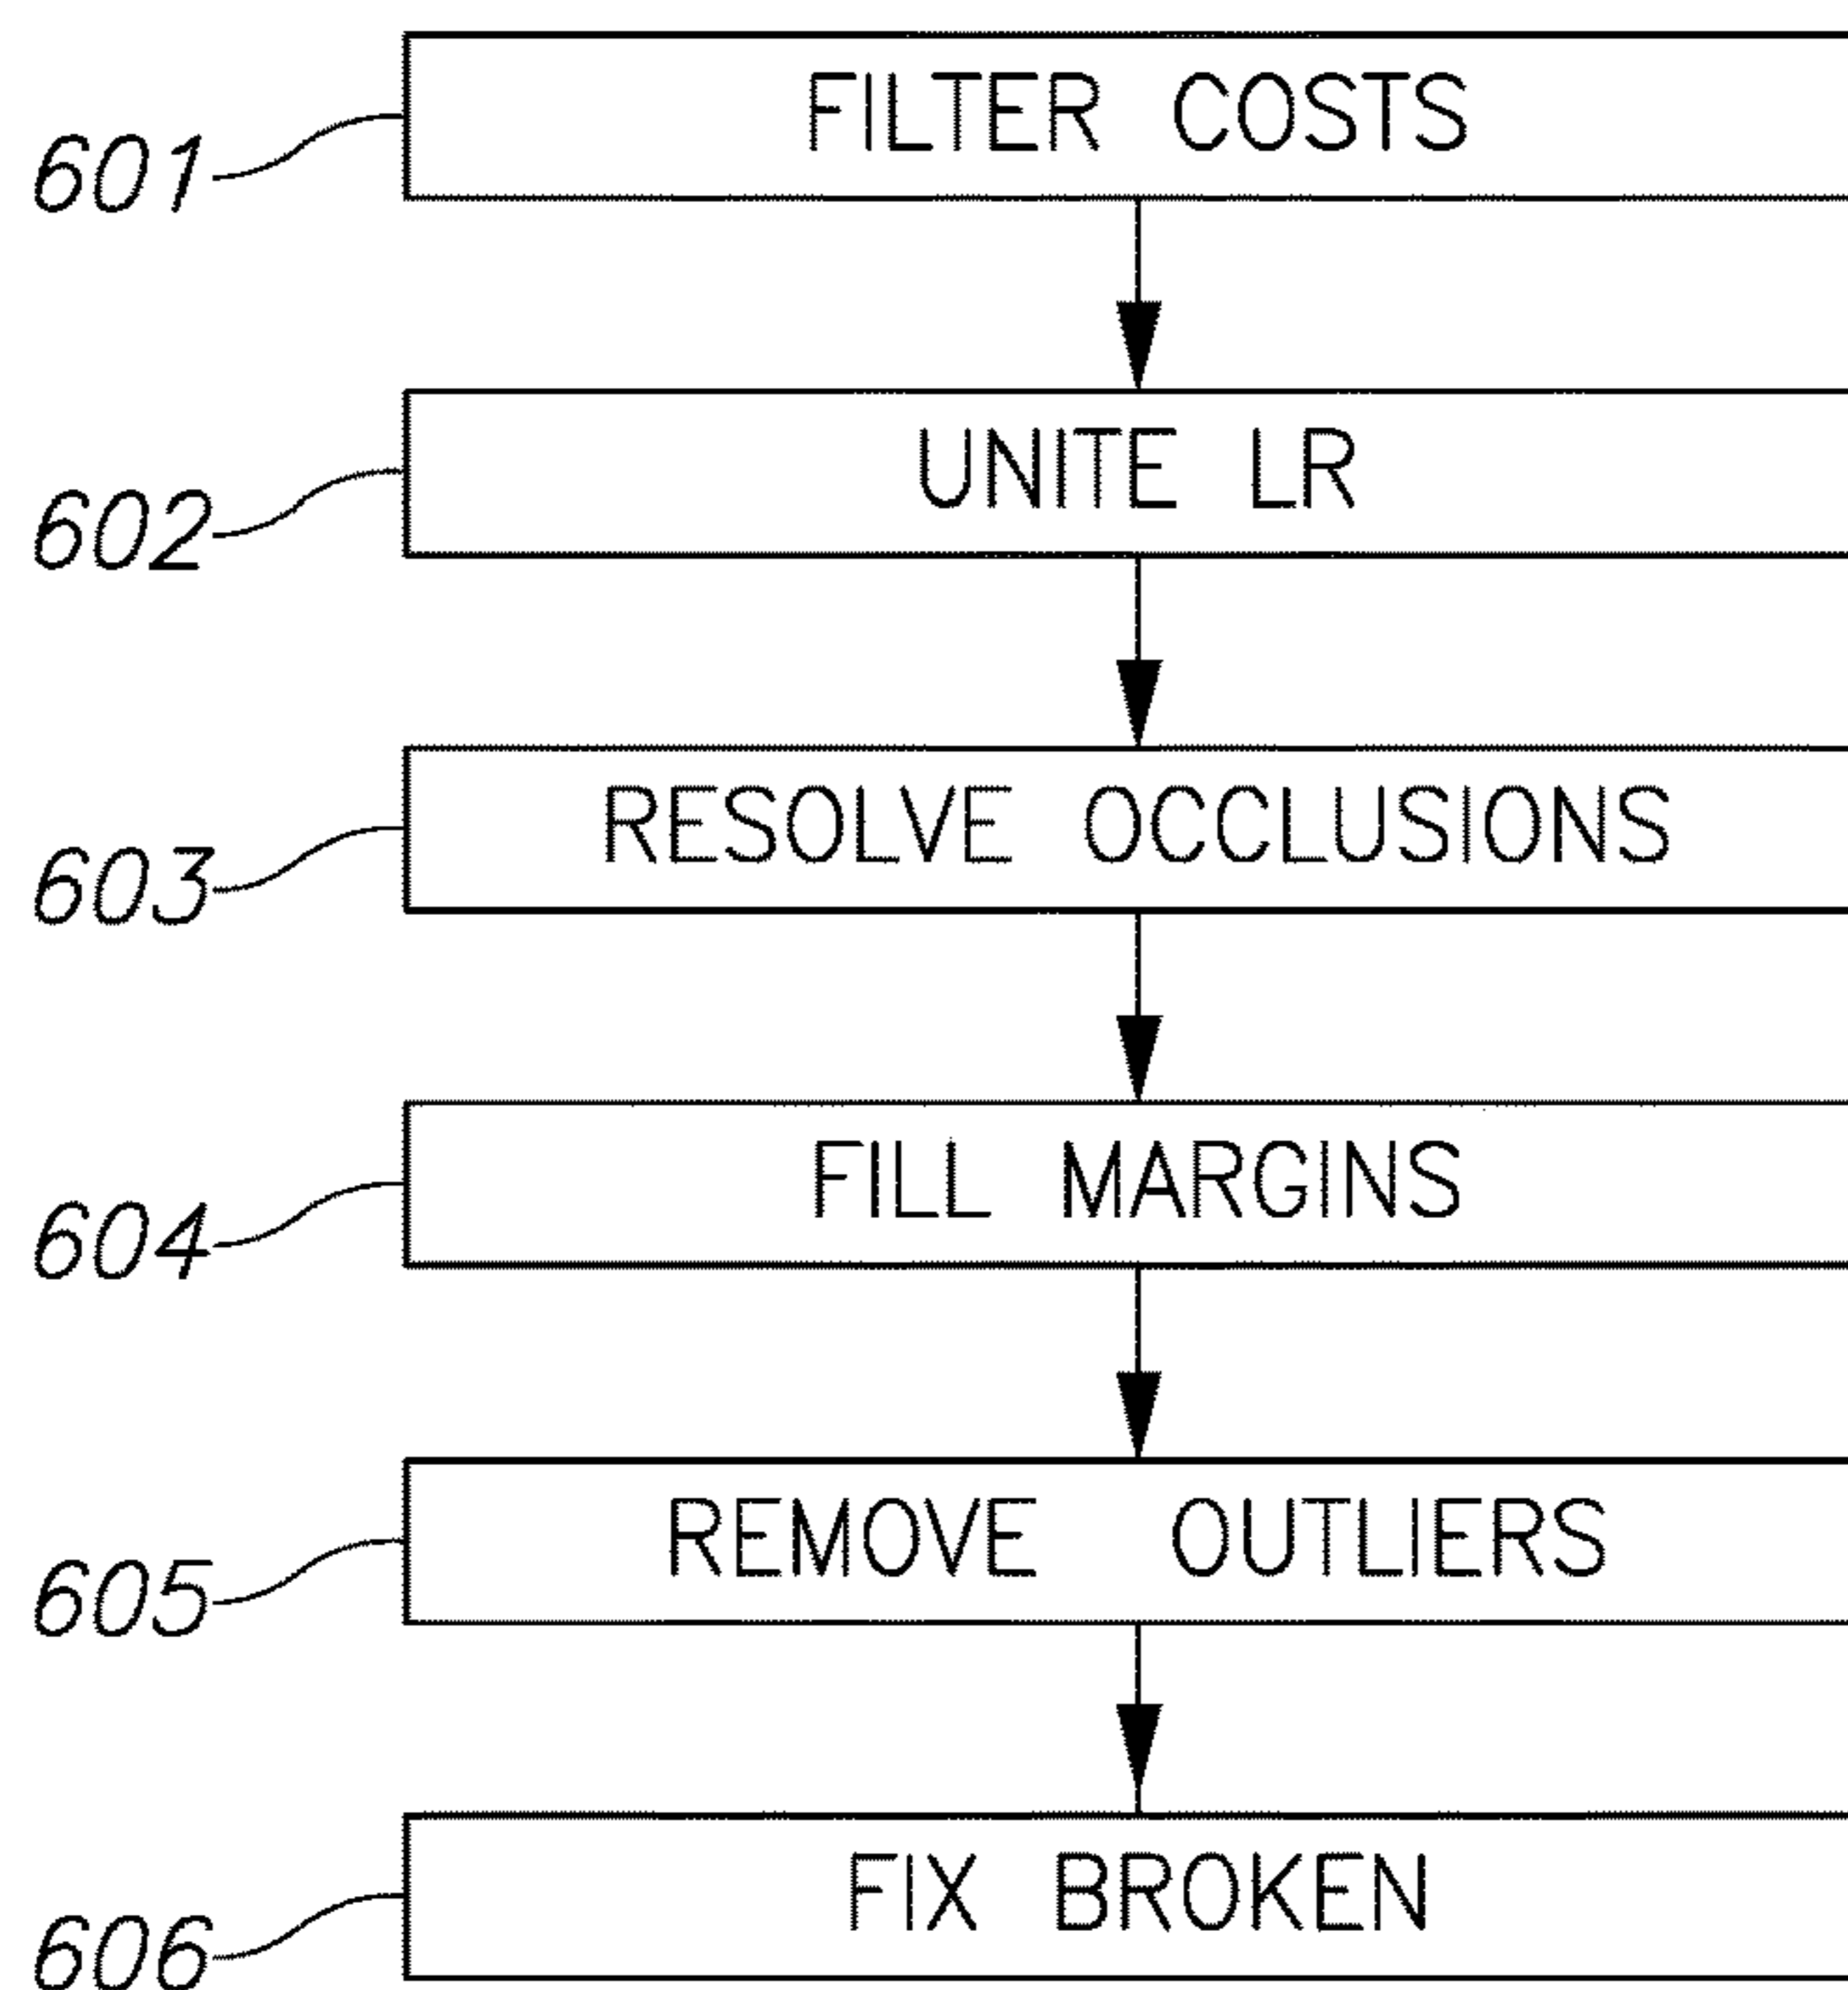 601 FILTER COSTS
602 UNITE LR
603 RESOLVE OCCLUSIONS
604 FILL MARGINS
605 REMOVE OUTLIERS
606 FIX BROKEN